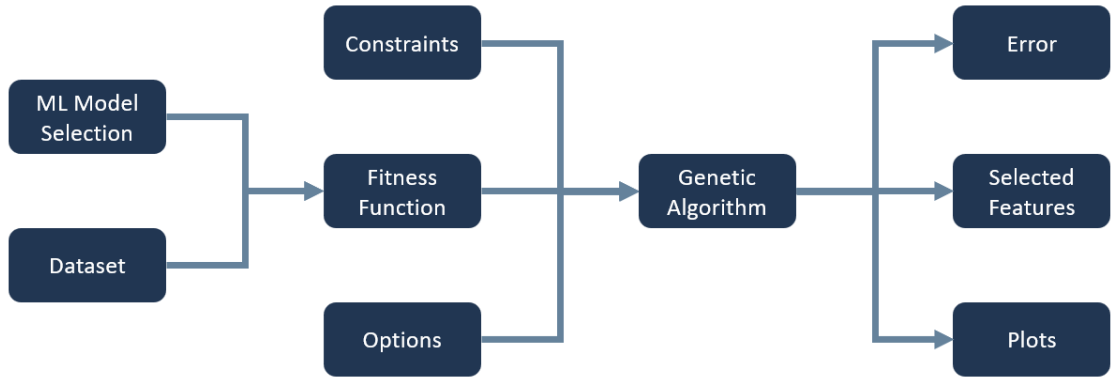 ML Model
Selection
Dataset
Constraints
Fitness
Function
Options
Genetic
Algorithm
Error
Selected
Features
Plots